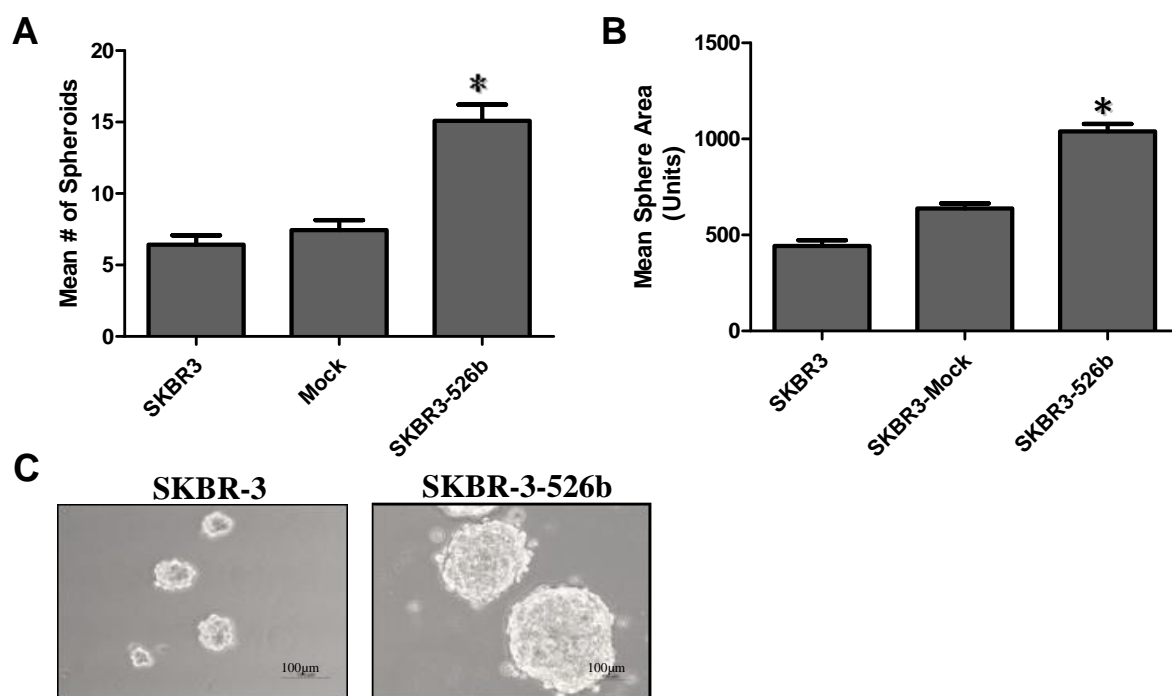 A
Mean # of Spheroids
20
15
10
5
0
*
SKBR3
Mock
SKBR3-526b
B
Mean Sphere Area
(Units)
1500
1000
500
0
*
SKBR3
SKBR3-Mock
SKBR3-526b
C
SKBR-3
SKBR-3-526b
100μm
100μm